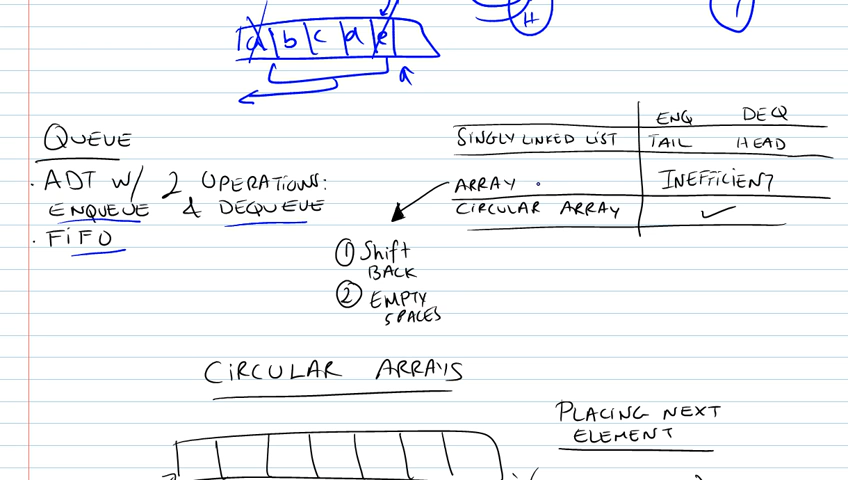 a b c d e
H
T
a
QUEUE
· ADT W/ 2 OPERATIONS:
ENQUEUE & DEQUEUE
· FiFO
ENQ DEQ
SINGLY LINKED LIST TAIL HEAD
ARRAY INEFFICIENT
CIRCULAR ARRAY ✓
① Shift
BACK
② EMPTY
SPACES
CIRCULAR ARRAYS
PLACING NEXT
ELEMENT